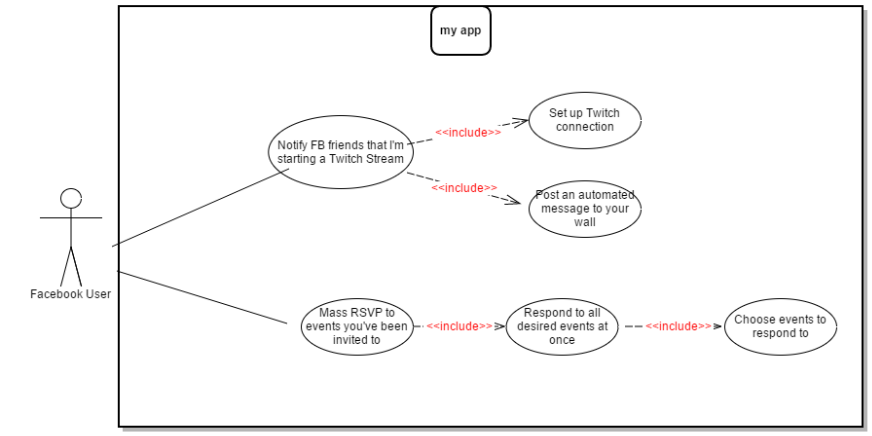 my app
Notify FB friends that I'm
starting a Twitch Stream
<<include>>
Set up Twitch
connection
<<include>>
Post an automated
message to your
wall
Facebook User
Mass RSVP to
events you've been
invited to
<<include>>
Respond to all
desired events at
once
<<include>>
Choose events to
respond to